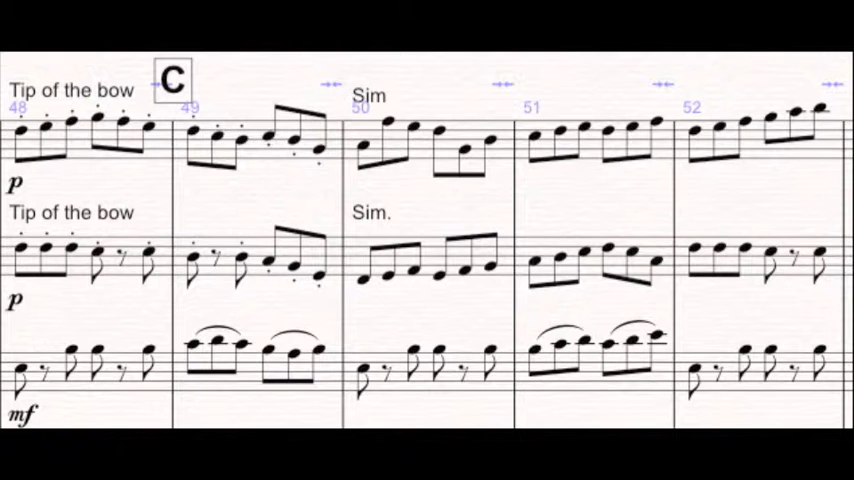 Tip of the bow
C
Sim
48
49
50
51
52
p
Tip of the bow
Sim.
p
mf